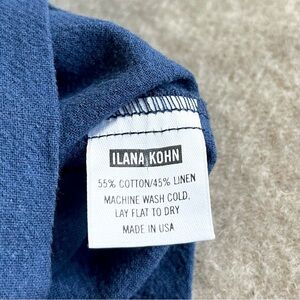 ILANA KOHN
55% COTTON/45% LINEN
MACHINE WASH COLD,
LAY FLAT TO DRY
MADE IN USA